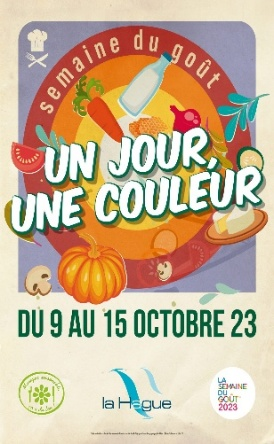 semaine du goût
UN JOUR,
UNE COULEUR
DU 9 AU 15 OCTOBRE 23
la Hague
LA
SEMAINE
DU
GOÛT
2023